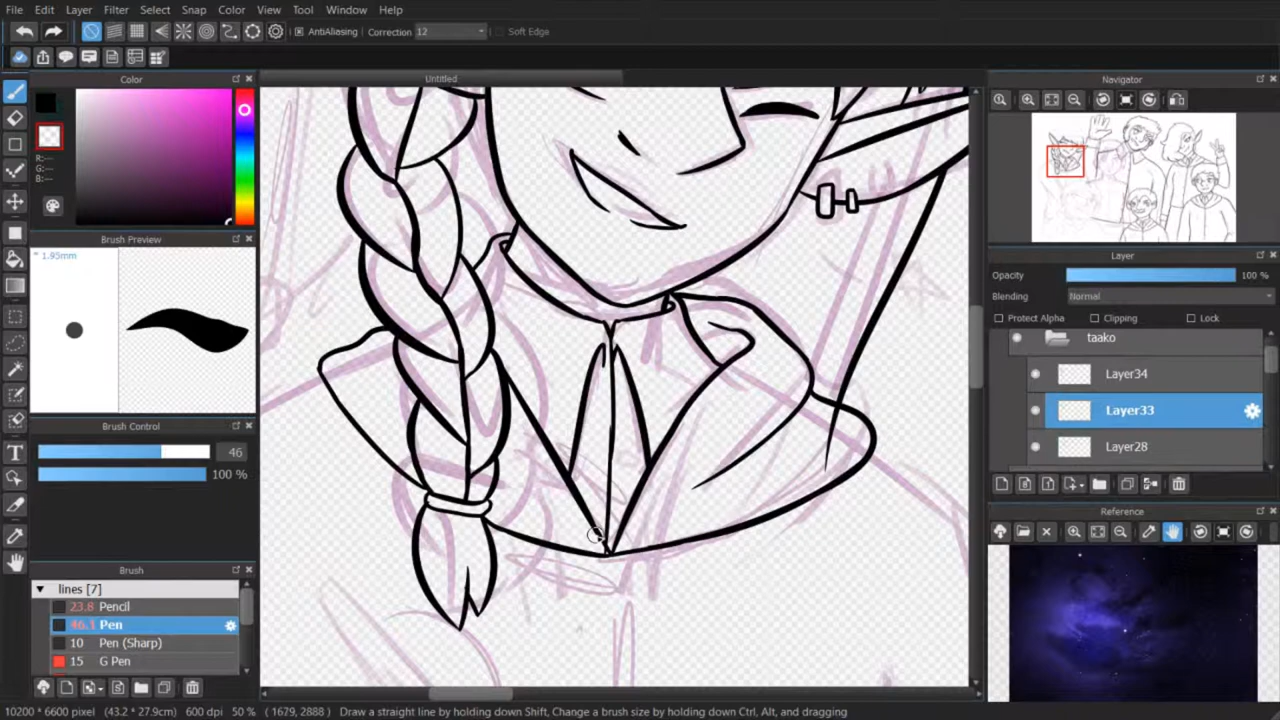 File Edit Layer Filter Select Snap Color View Tool Window Help
AntiAliasing Correction 12 Soft Edge
Color
Untitled
Navigator
R:---
G:---
B:---
Brush Preview
* 1.95mm
Layer
Opacity 100 %
Blending Normal
Protect Alpha Clipping Lock
taako
Layer34
Layer33
Layer28
Brush Control
46
100 %
T
Reference
Brush
lines [7]
23.8 Pencil
46.1 Pen
10 Pen (Sharp)
15 G Pen
10200 * 6600 pixel (43.2 * 27.9cm) 600 dpi 50 % ( 1679, 2888 ) Draw a straight line by holding down Shift, Change a brush size by holding down Ctrl, Alt, and dragging